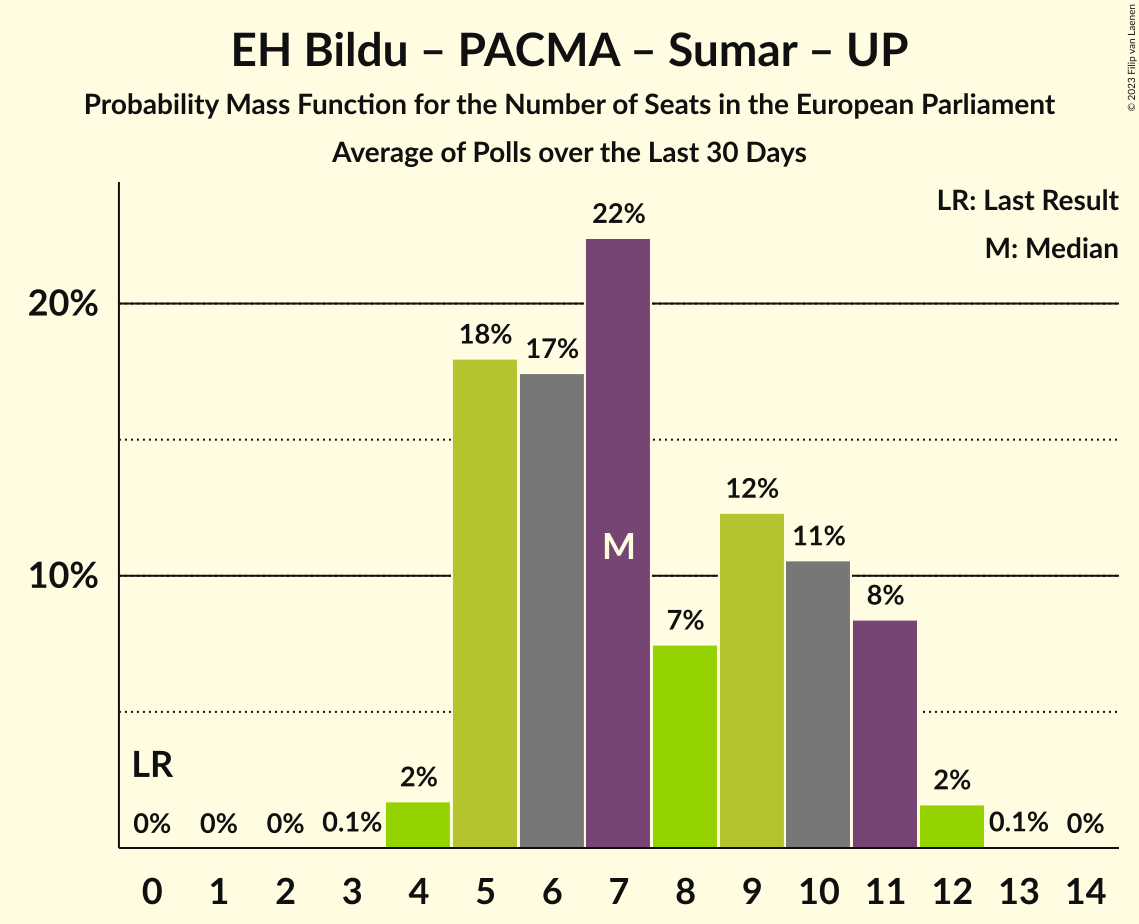 EH Bildu – PACMA – Sumar – UP
Probability Mass Function for the Number of Seats in the European Parliament
Average of Polls over the Last 30 Days
© 2023 Filip van Laenen
LR: Last Result
M: Median
22%
20%
18%
17%
M
12%
11%
10%
8%
7%
LR
2%
2%
0% 0% 0% 0.1% 0.1% 0%
0 1 2 3 4 5 6 7 8 9 10 11 12 13 14